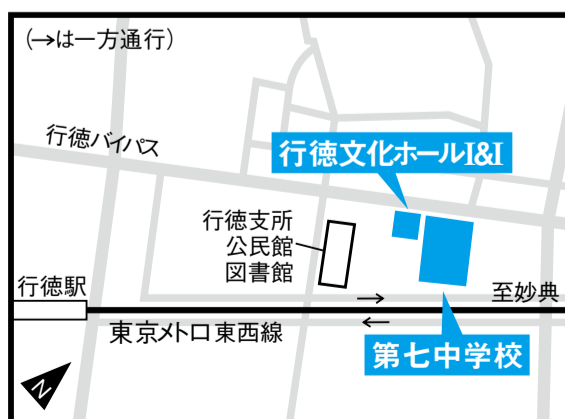 (→は一方通行)
行徳バイパス
行徳文化ホールI&I
行徳支所
公民館
図書館
行徳駅
→
至妙典
←
東京メトロ東西線
第七中学校
N